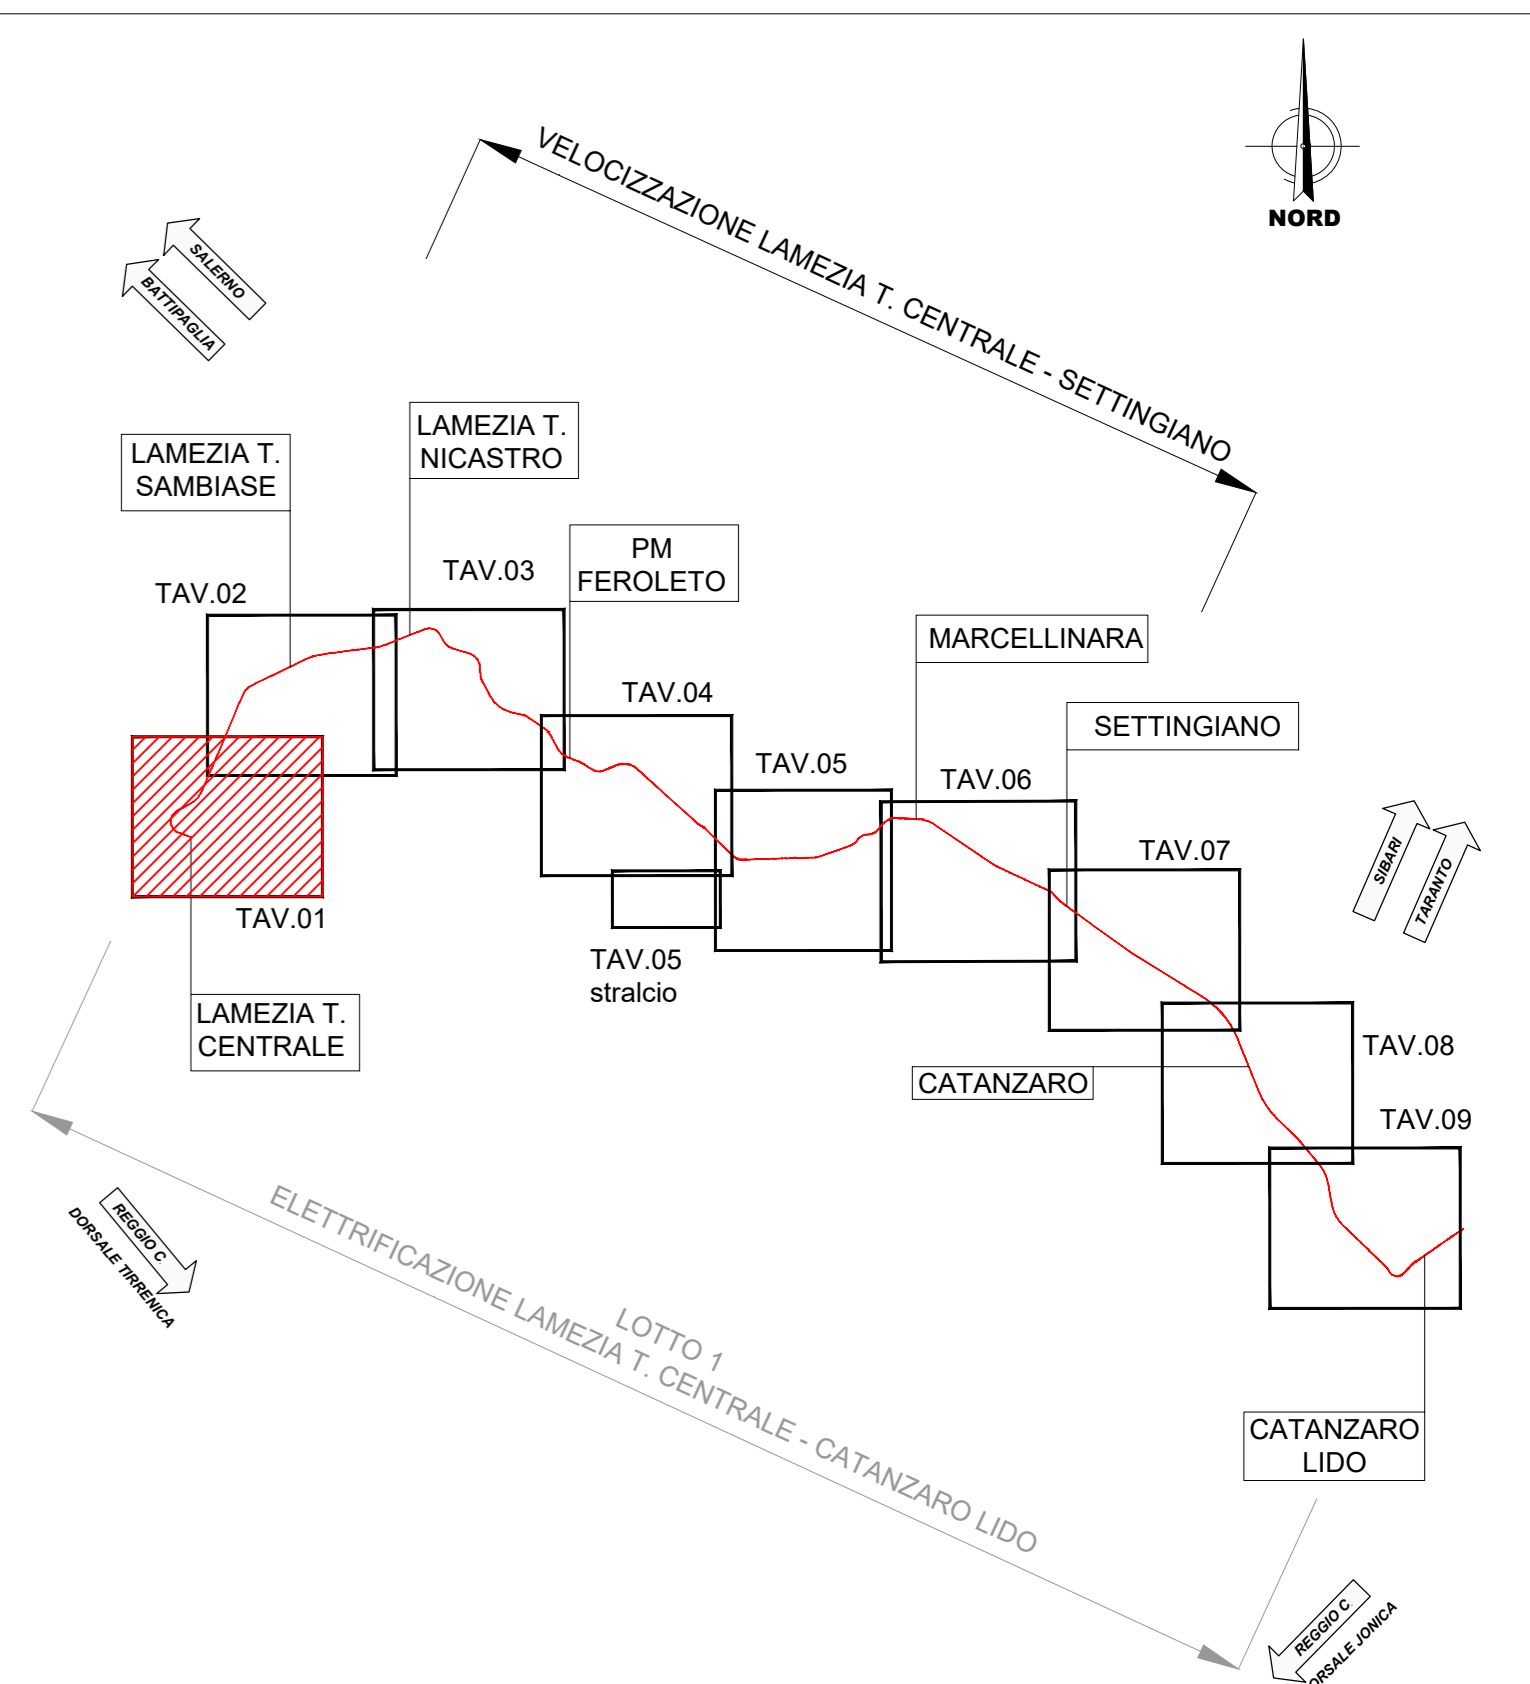 NORD
VELOCIZZAZIONE LAMEZIA T. CENTRALE - SETTINGIANO
SALERNO
BATTIPAGLIA
LAMEZIA T.
NICASTRO
LAMEZIA T.
SAMBIASE
PM
FEROLETO
TAV.03
TAV.02
MARCELLINARA
TAV.04
SETTINGIANO
TAV.05
TAV.06
TAV.07
SIBARI
TARANTO
TAV.01
TAV.05
stralcio
LAMEZIA T.
CENTRALE
TAV.08
CATANZARO
TAV.09
REGGIO C.
DORSALE TIRRENICA
LOTTO 1
ELETTRIFICAZIONE LAMEZIA T. CENTRALE - CATANZARO LIDO
CATANZARO
LIDO
REGGIO C.
ORSALE JONICA